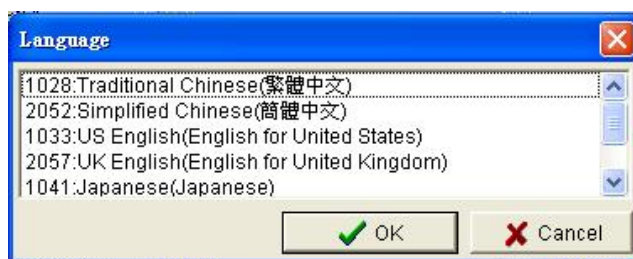 Language
1028:Traditional Chinese(繁體中文)
2052:Simplified Chinese(簡體中文)
1033:US English(English for United States)
2057:UK English(English for United Kingdom)
1041:Japanese(Japanese)
OK
Cancel